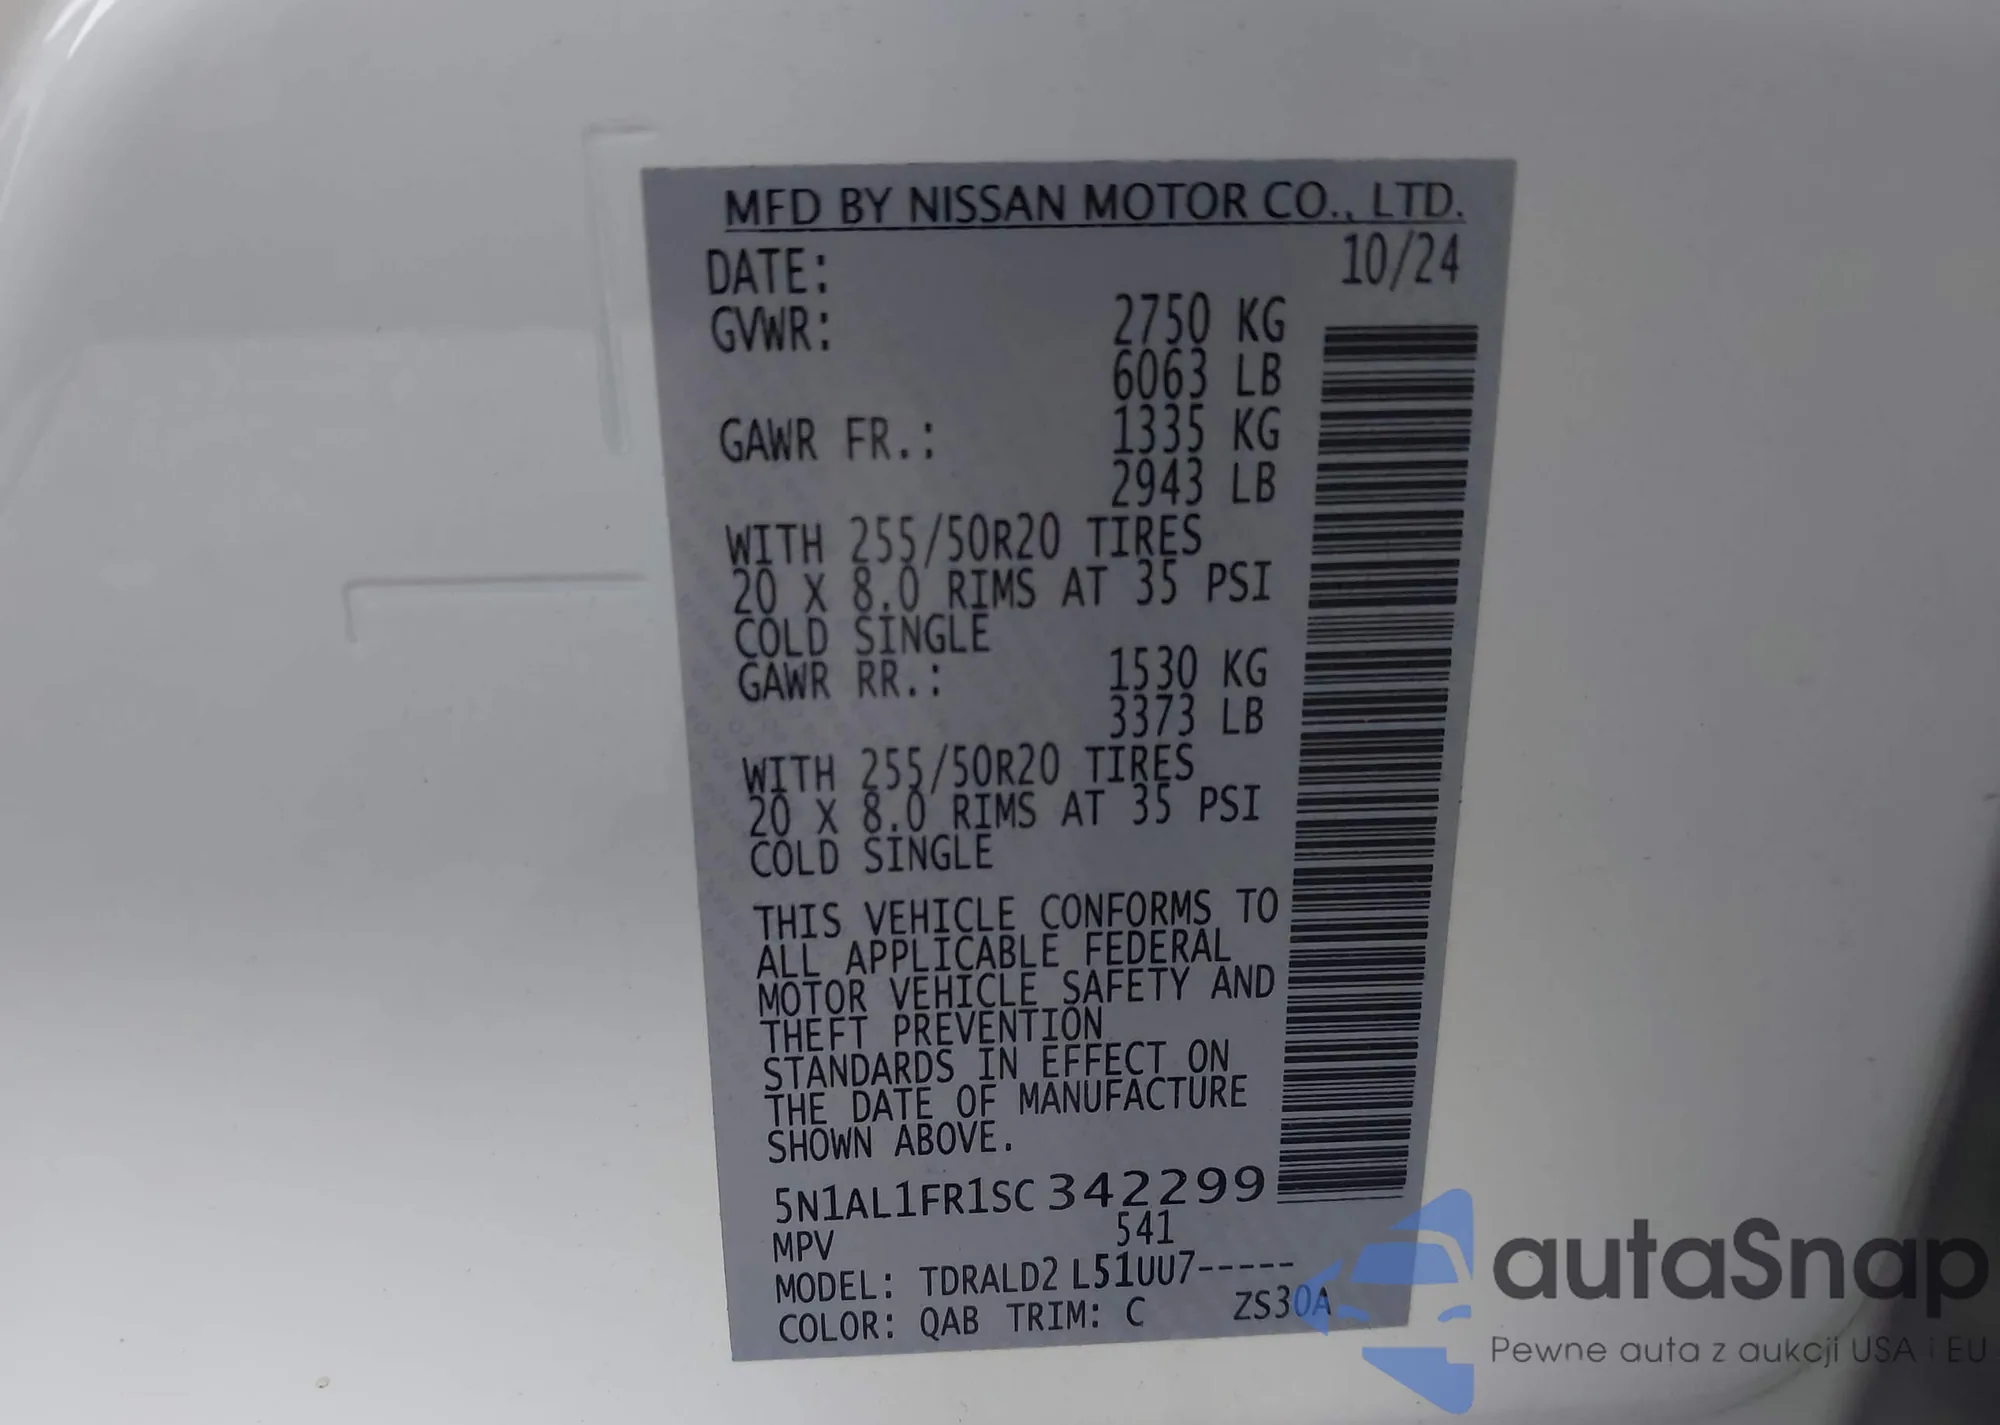 MFD BY NISSAN MOTOR CO., LTD.
DATE: 10/24
GVWR: 2750 KG
6063 LB
GAWR FR.: 1335 KG
2943 LB
WITH 255/50R20 TIRES
20 X 8.0 RIMS AT 35 PSI
COLD SINGLE
GAWR RR.: 1530 KG
3373 LB
WITH 255/50R20 TIRES
20 X 8.0 RIMS AT 35 PSI
COLD SINGLE
THIS VEHICLE CONFORMS TO
ALL APPLICABLE FEDERAL
MOTOR VEHICLE SAFETY AND
THEFT PREVENTION
STANDARDS IN EFFECT ON
THE DATE OF MANUFACTURE
SHOWN ABOVE.
5N1AL1FR1SC342299
MPV 541
MODEL: TDRALD2 L51UU7-----
COLOR: QAB TRIM: C ZS30A
autaSnap
Pewne auta z aukcji USA i EU